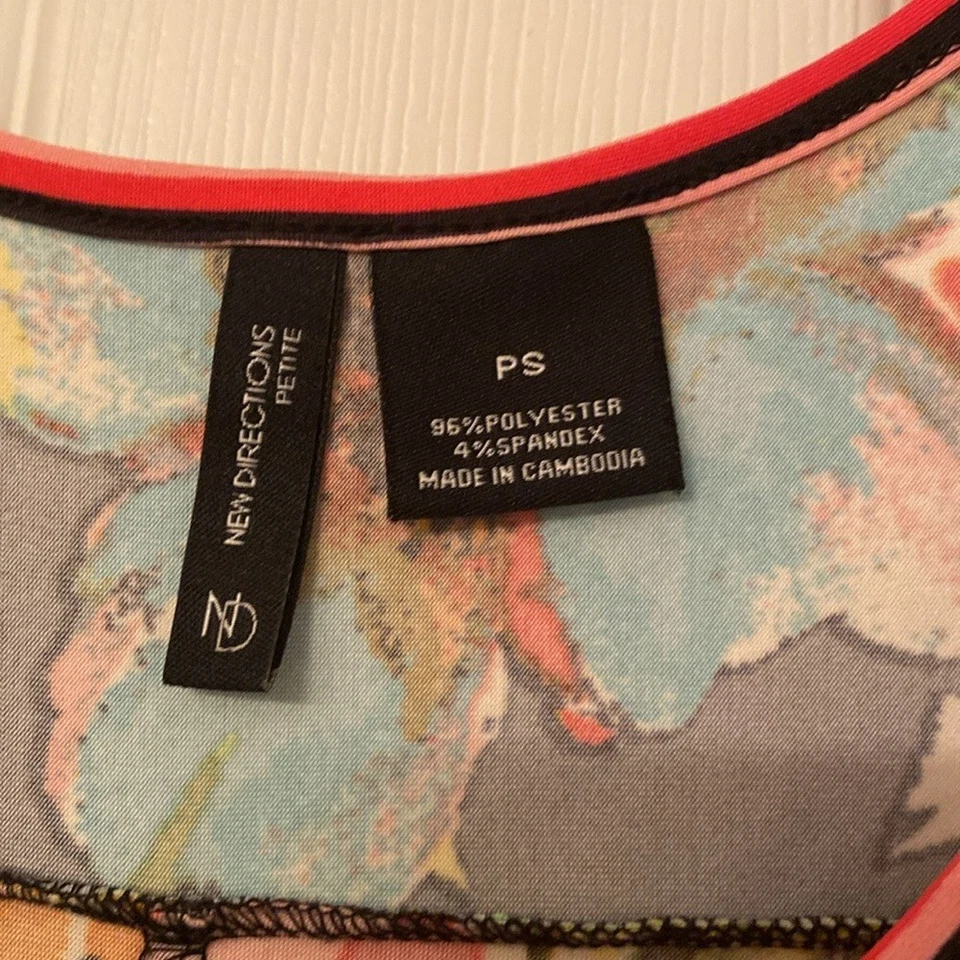 NEW DIRECTIONS
PETITE
ND
PS
96%POLYESTER
4%SPANDEX
MADE IN CAMBODIA